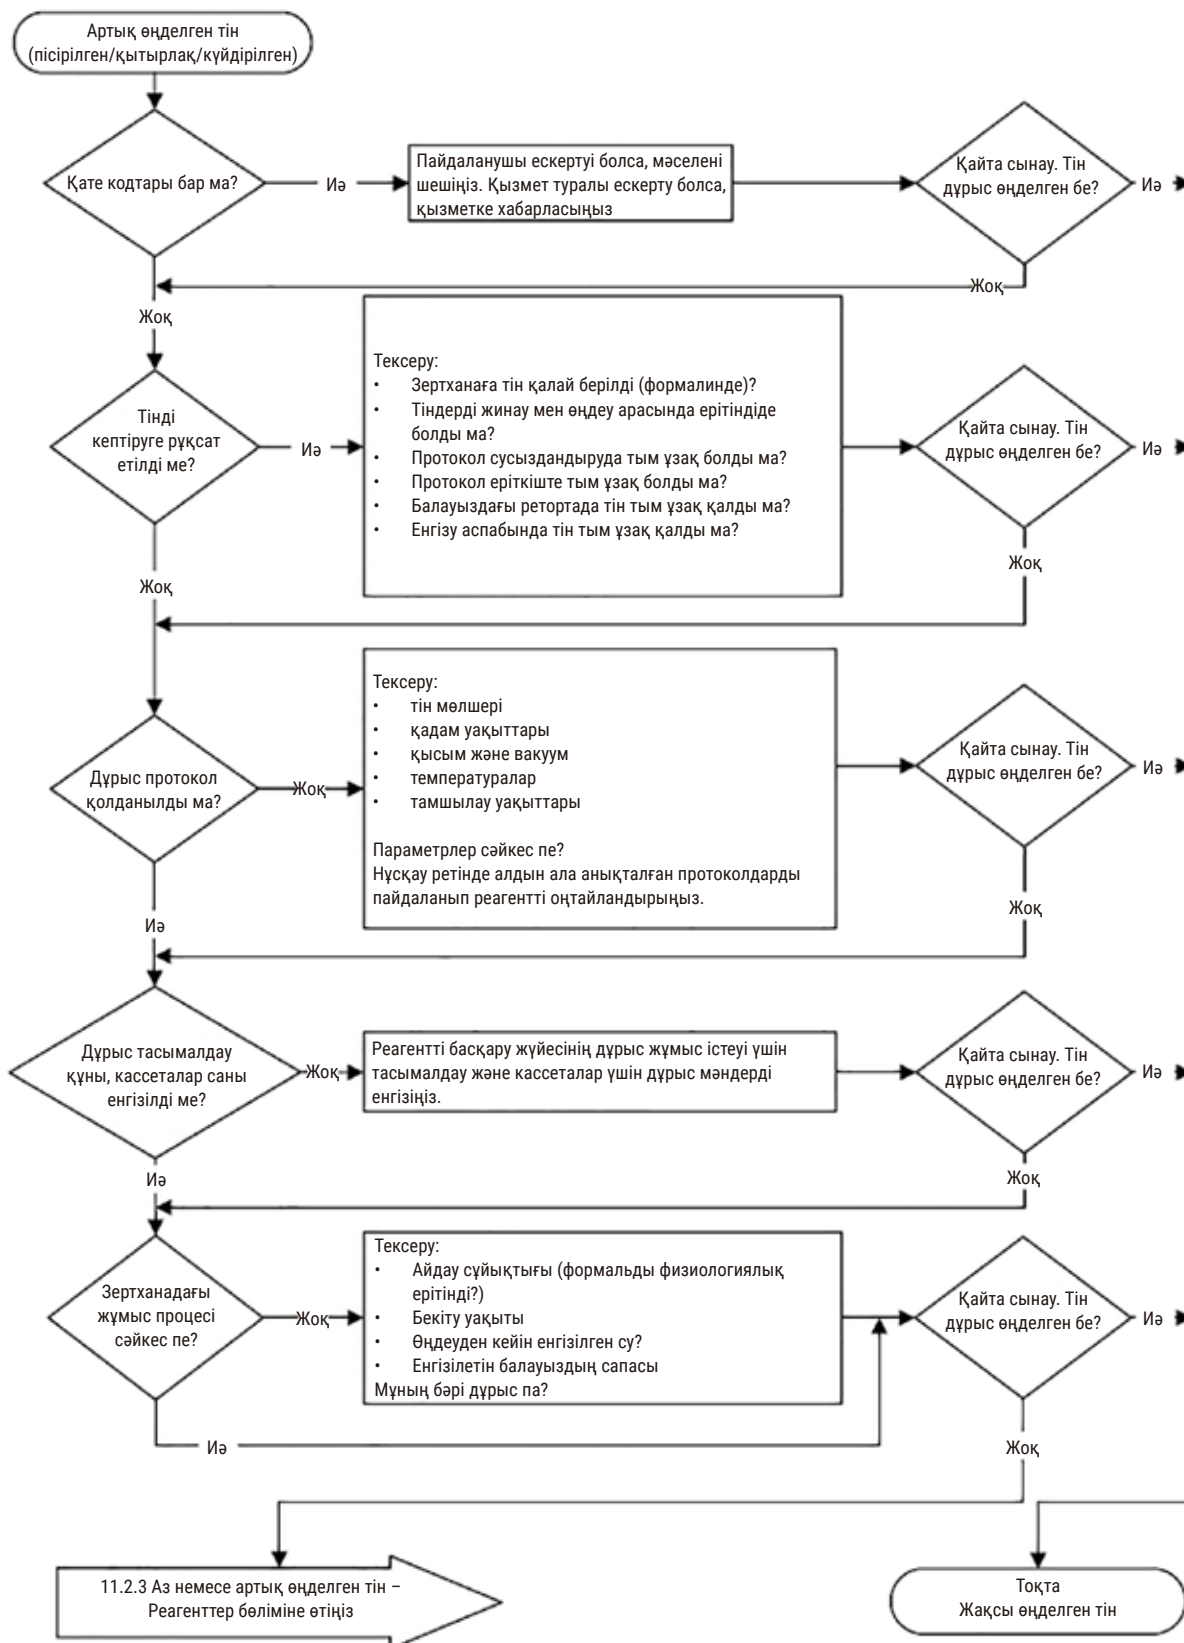 Артық өңделген тін
(пісірілген/қытырлақ/күйдірілген)
Қате кодтары бар ма?
Иә
Пайдаланушы ескертуі болса, мәселені
шешіңіз. Қызмет туралы ескерту болса,
қызметке хабарласыңыз
Қайта сынау. Тін
дұрыс өңделген бе?
Иә
Жоқ
Жоқ
Тінді
кептіруге рұқсат
етілді ме?
Иә
Тексеру:
• Зертханаға тін қалай берілді (формалинде)?
• Тіндерді жинау мен өңдеу арасында ерітіндіде
болды ма?
• Протокол сусыздандыруда тым ұзақ болды ма?
• Протокол еріткіште тым ұзақ болды ма?
• Балауыздағы ретортада тін тым ұзақ қалды ма?
• Енгізу аспабында тін тым ұзақ қалды ма?
Қайта сынау. Тін
дұрыс өңделген бе?
Иә
Жоқ
Жоқ
Дұрыс протокол
қолданылды ма?
Жоқ
Тексеру:
• тін мөлшері
• қадам уақыттары
• қысым және вакуум
• температуралар
• тамшылау уақыттары
Параметрлер сәйкес пе?
Нұсқау ретінде алдын ала анықталған протоколдарды
пайдаланып реагентті оңтайландырыңыз.
Қайта сынау. Тін
дұрыс өңделген бе?
Иә
Жоқ
Иә
Дұрыс тасымалдау
құны, кассеталар саны
енгізілді ме?
Жоқ
Реагентті басқару жүйесінің дұрыс жұмыс істеуі үшін
тасымалдау және кассеталар үшін дұрыс мәндерді
енгізіңіз.
Қайта сынау. Тін
дұрыс өңделген бе?
Иә
Жоқ
Иә
Зертханадағы
жұмыс процесі
сәйкес пе?
Жоқ
Тексеру:
• Айдау сұйықтығы (формальды физиологиялық
ерітінді?)
• Бекіту уақыты
• Өңдеуден кейін енгізілген су?
• Енгізілетін балауыздың сапасы
Мұның бәрі дұрыс па?
Қайта сынау. Тін
дұрыс өңделген бе?
Иә
Иә
Жоқ
11.2.3 Аз немесе артық өңделген тін –
Реагенттер бөліміне өтіңіз
Тоқта
Жақсы өңделген тін